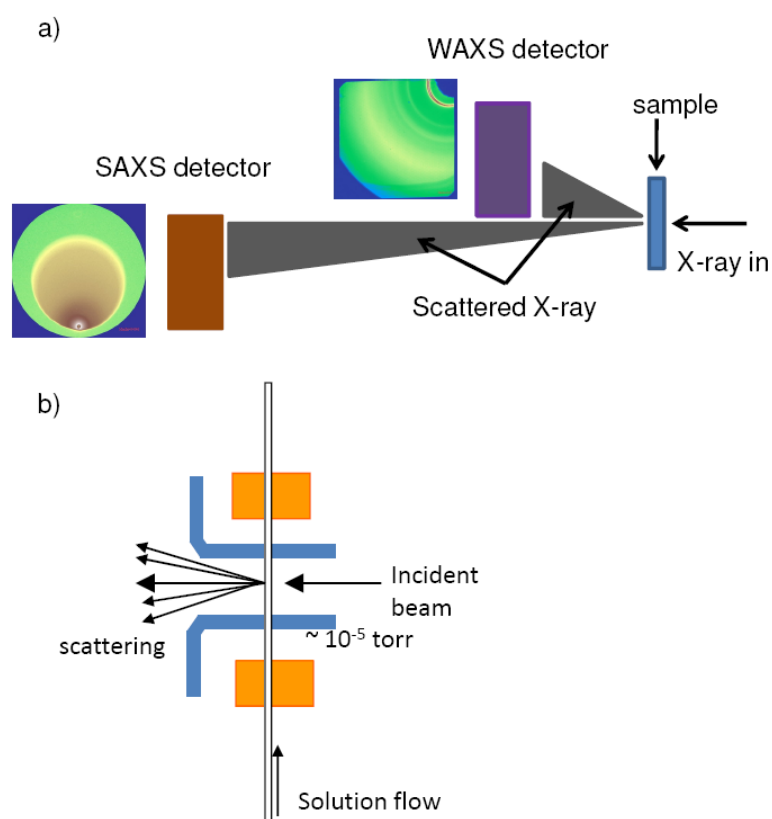 a)
WAXS detector
sample
SAXS detector
X-ray in
Scattered X-ray
b)
Incident
beam
scattering
~ 10⁻⁵ torr
Solution flow